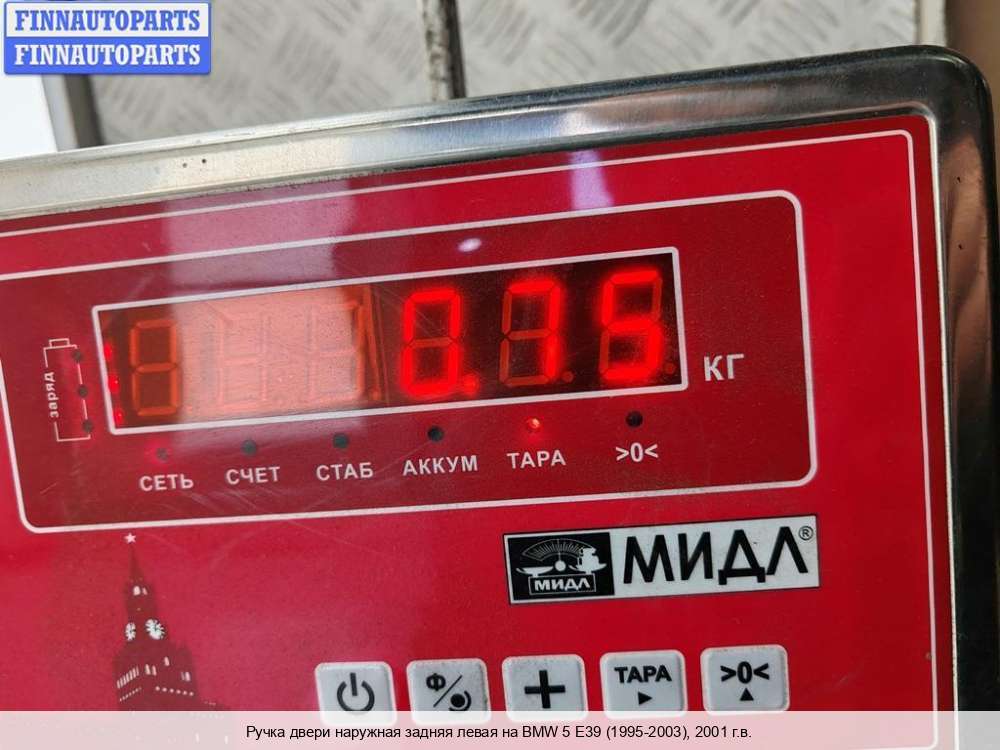 FINNAUTOPARTS
FINNAUTOPARTS
0.75
КГ
заряд
СЕТЬ СЧЕТ СТАБ АККУМ ТАРА >0<
МИДЛ МИДЛ®
Ф
ТАРА
>0<
Ручка двери наружная задняя левая на BMW 5 E39 (1995-2003), 2001 г.в.